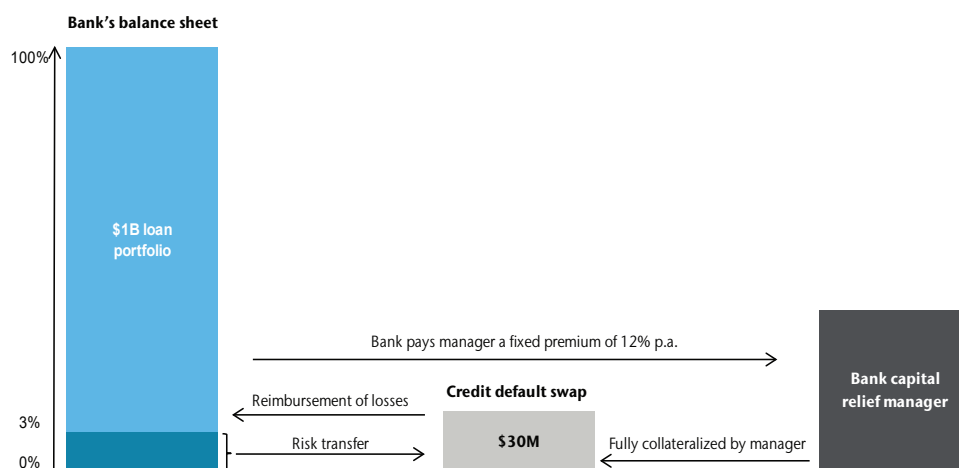 Bank's balance sheet
100%
$1B loan
portfolio
Bank pays manager a fixed premium of 12% p.a.
Bank capital
relief manager
Credit default swap
Reimbursement of losses
3%
$30M
Risk transfer
Fully collateralized by manager
0%